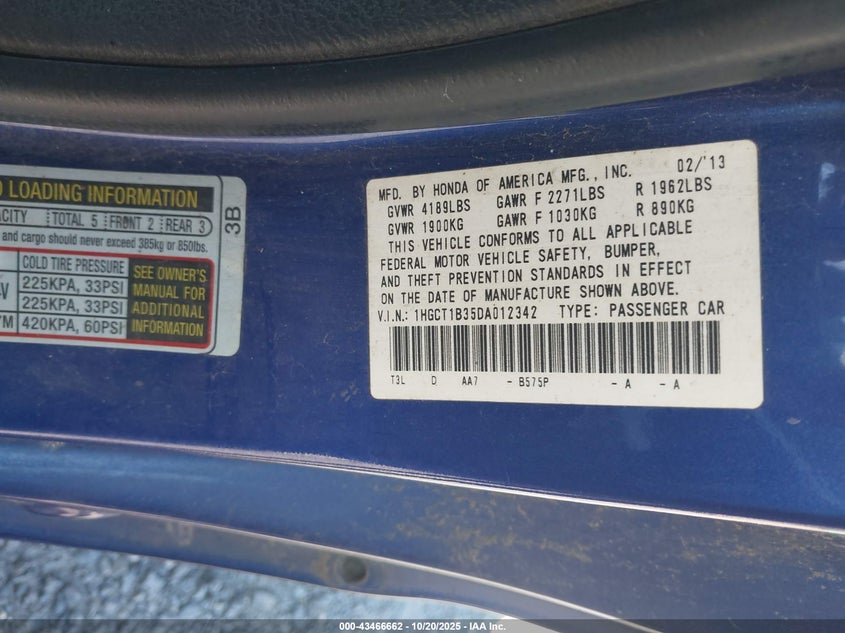 LOADING INFORMATION
TOTAL 5 FRONT 2 REAR 3
and cargo should never exceed 385kg or 850lbs.
COLD TIRE PRESSURE
225KPA, 33PSI
225KPA, 33PSI
420KPA, 60PSI
SEE OWNER'S
MANUAL FOR
ADDITIONAL
INFORMATION
3B
MFD. BY HONDA OF AMERICA MFG., INC. 02/'13
GVWR 4189LBS GAWR F 2271LBS R 1962LBS
GVWR 1900KG GAWR F 1030KG R 890KG
THIS VEHICLE CONFORMS TO ALL APPLICABLE
FEDERAL MOTOR VEHICLE SAFETY, BUMPER,
AND THEFT PREVENTION STANDARDS IN EFFECT
ON THE DATE OF MANUFACTURE SHOWN ABOVE.
V.I.N.: 1HGCT1B35DA012342 TYPE: PASSENGER CAR
T3L D AA7 - B575P - A - A
000-43466662 - 10/20/2025 - IAA Inc.